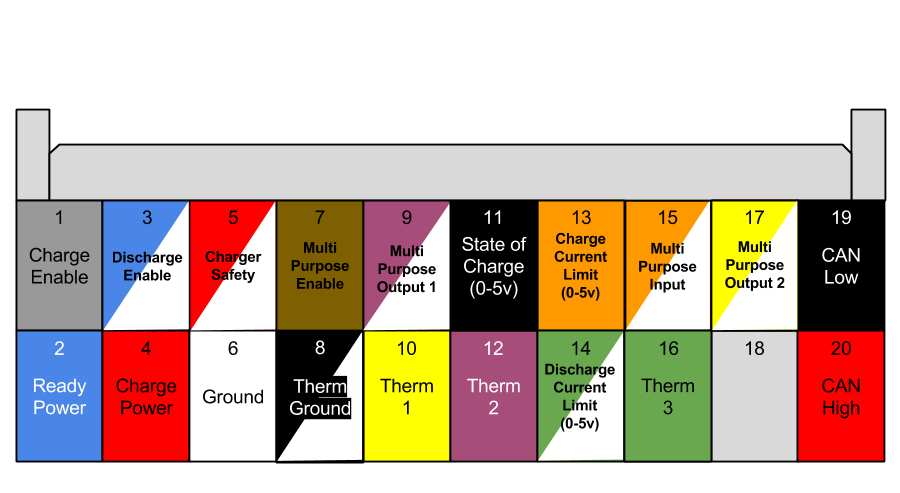 1
Charge
Enable
3
Discharge
Enable
5
Charger
Safety
7
Multi
Purpose
Enable
9
Multi
Purpose
Output 1
11
State of
Charge
(0-5v)
13
Charge
Current
Limit
(0-5v)
15
Multi
Purpose
Input
17
Multi
Purpose
Output 2
19
CAN
Low
2
Ready
Power
4
Charge
Power
6
Ground
8
Therm
Ground
10
Therm
1
12
Therm
2
14
Discharge
Current
Limit
(0-5v)
16
Therm
3
18
20
CAN
High